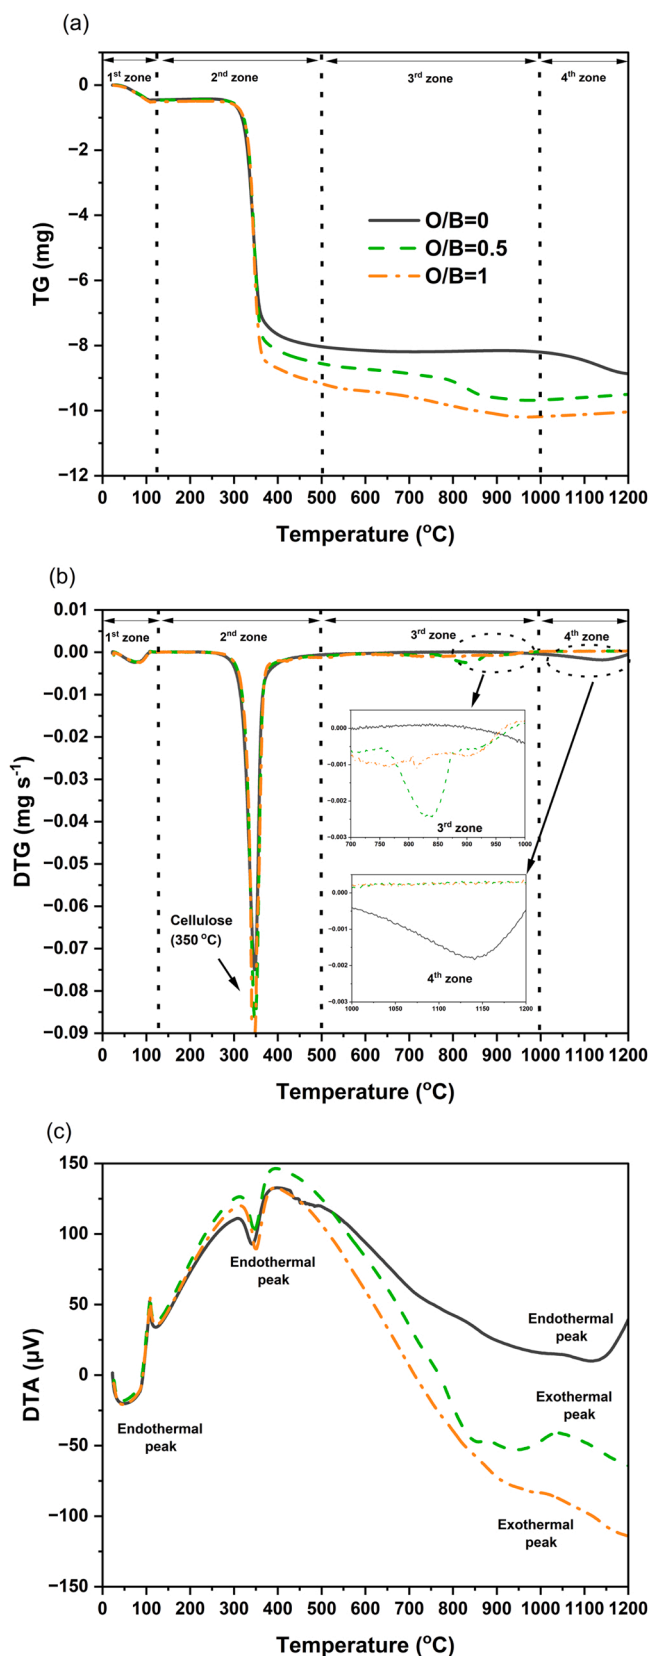 (a)
1st zone 2nd zone 3rd zone 4th zone
0
−2
−4
−6
−8
−10
−12
TG (mg)
O/B=0
O/B=0.5
O/B=1
0 100 200 300 400 500 600 700 800 900 1000 1100 1200
Temperature (oC)
(b)
1st zone 2nd zone 3rd zone 4th zone
0.01
0.00
−0.01
−0.02
−0.03
−0.04
−0.05
−0.06
−0.07
−0.08
−0.09
DTG (mg s-1)
0.000
−0.001
−0.002
−0.003
3rd zone
700 750 800 850 900 950 1000
0.000
−0.001
−0.002
−0.003
4th zone
1000 1050 1100 1150 1200
Cellulose
(350 oC)
0 100 200 300 400 500 600 700 800 900 1000 1100 1200
Temperature (oC)
(c)
150
100
50
0
−50
−100
−150
DTA (µV)
Endothermal
peak
Endothermal
peak
Endothermal
peak
Exothermal
peak
Exothermal
peak
0 100 200 300 400 500 600 700 800 900 1000 1100 1200
Temperature (oC)